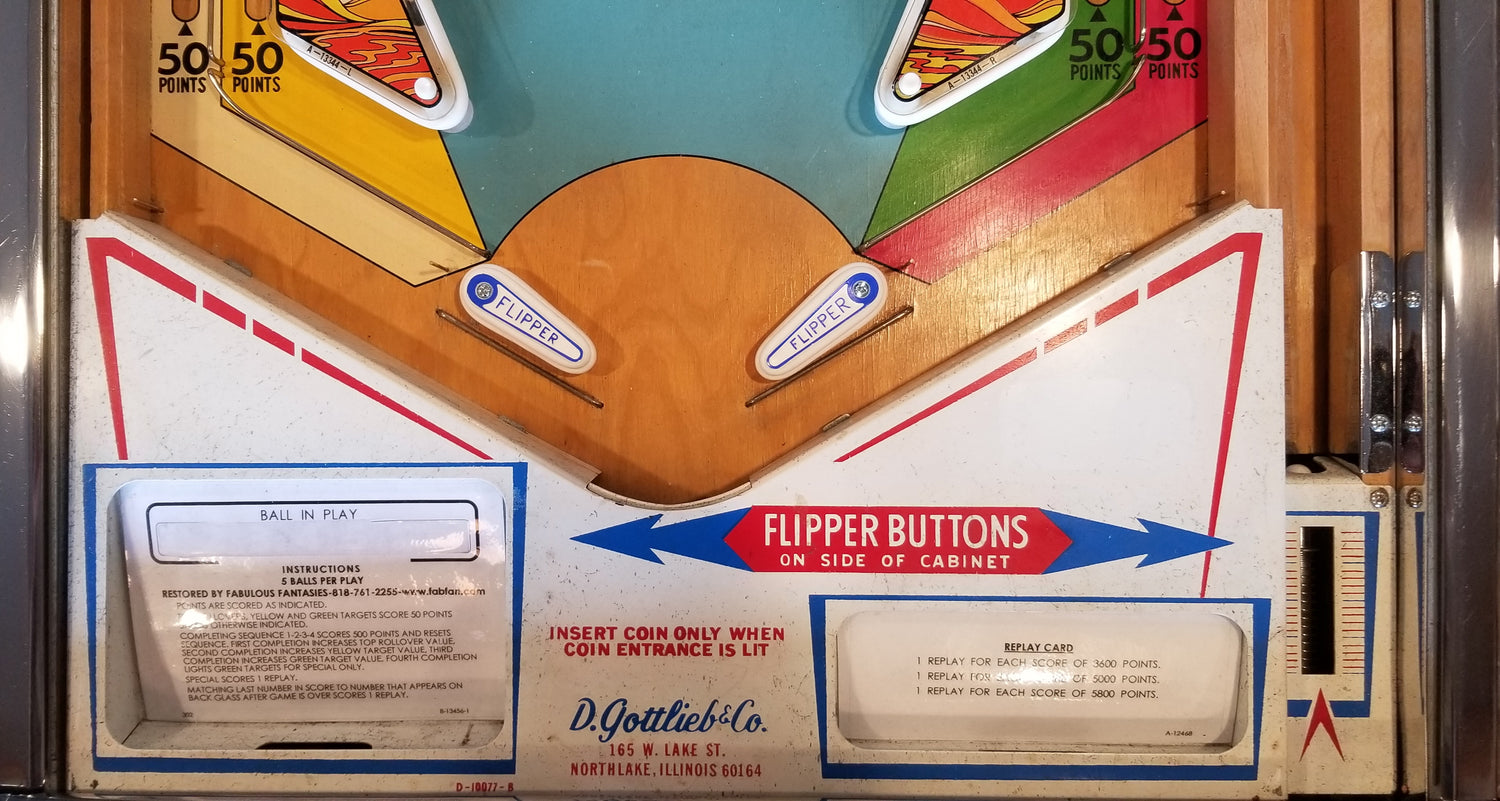 50 POINTS
50 POINTS
A-13344-L
A-13344-R
50 POINTS
50 POINTS
FLIPPER
FLIPPER
BALL IN PLAY
INSTRUCTIONS
5 BALLS PER PLAY
RESTORED BY FABULOUS FANTASIES-818-761-2255-www.fabfan.com
POINTS ARE SCORED AS INDICATED.
YELLOW AND GREEN TARGETS SCORE 50 POINTS
OTHERWISE INDICATED.
COMPLETING SEQUENCE 1-2-3-4 SCORES 500 POINTS AND RESETS
SEQUENCE. FIRST COMPLETION INCREASES TOP ROLLOVER VALUE,
SECOND COMPLETION INCREASES YELLOW TARGET VALUE, THIRD
COMPLETION INCREASES GREEN TARGET VALUE, FOURTH COMPLETION
LIGHTS GREEN TARGETS FOR SPECIAL ONLY.
SPECIAL SCORES 1 REPLAY.
MATCHING LAST NUMBER IN SCORE TO NUMBER THAT APPEARS ON
BACK GLASS AFTER GAME IS OVER SCORES 1 REPLAY.
302
B-13456-1
FLIPPER BUTTONS
ON SIDE OF CABINET
INSERT COIN ONLY WHEN
COIN ENTRANCE IS LIT
D. Gottlieb & Co.
165 W. LAKE ST.
NORTHLAKE, ILLINOIS 60164
D-10077-B
REPLAY CARD
1 REPLAY FOR EACH SCORE OF 3600 POINTS.
1 REPLAY FOR SCORE OF 5000 POINTS.
1 REPLAY FOR EACH SCORE OF 5800 POINTS.
A-12468